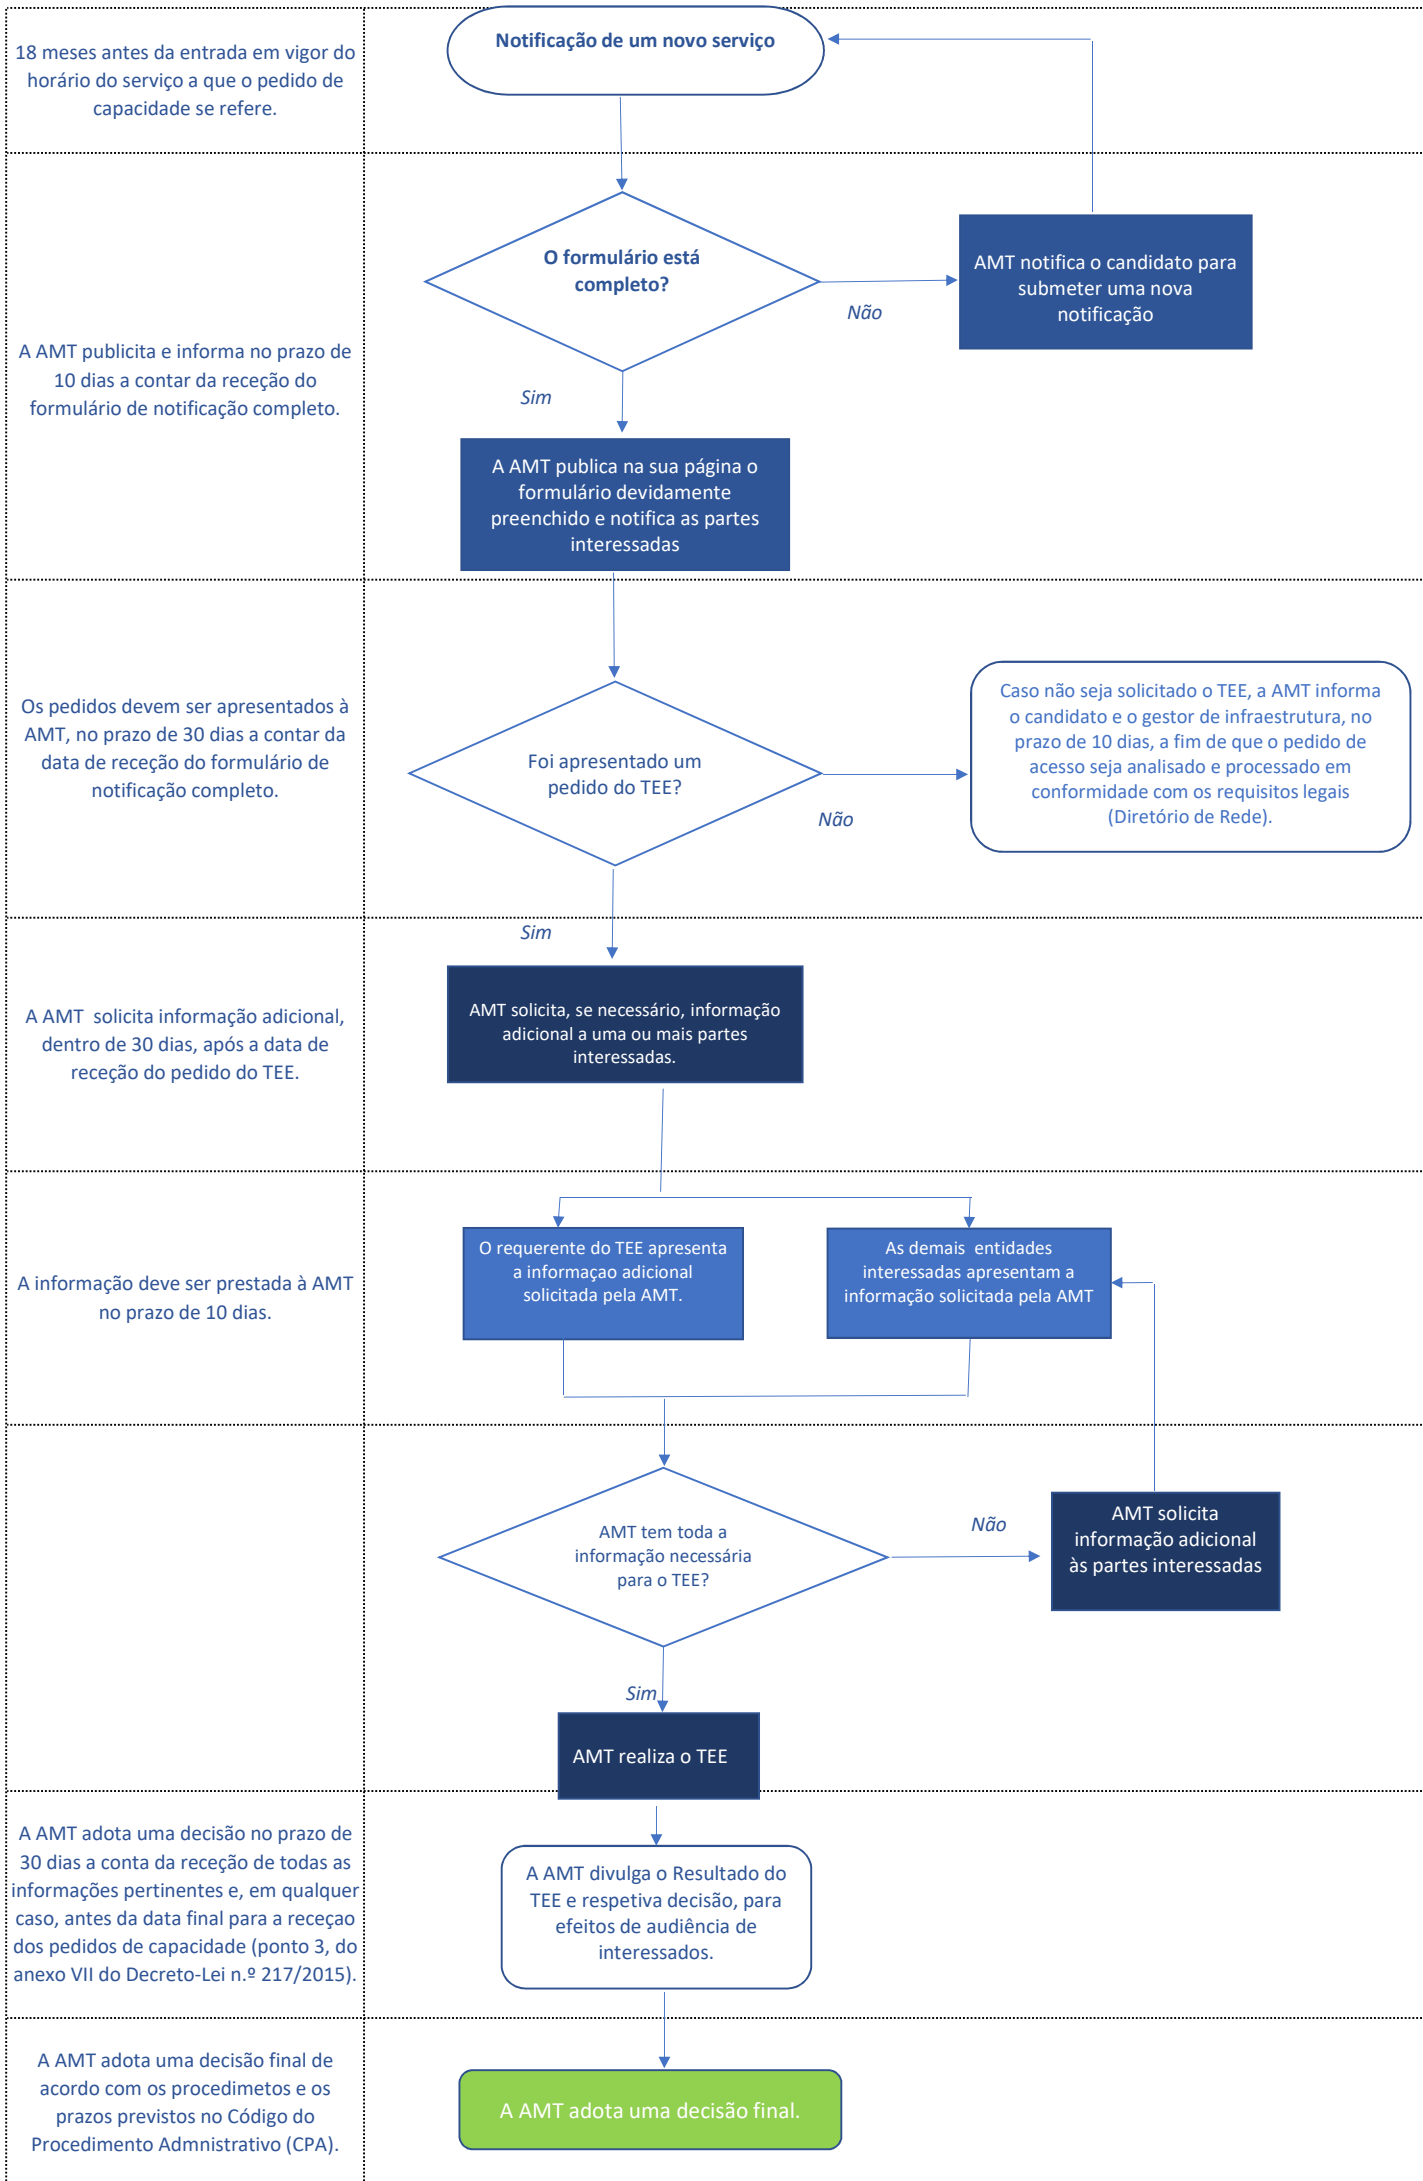 18 meses antes da entrada em vigor do
horário do serviço a que o pedido de
capacidade se refere.
Notificação de um novo serviço
A AMT publicita e informa no prazo de
10 dias a contar da receção do
formulário de notificação completo.
O formulário está
completo?
Não
AMT notifica o candidato para
submeter uma nova
notificação
Sim
A AMT publica na sua página o
formulário devidamente
preenchido e notifica as partes
interessadas
Os pedidos devem ser apresentados à
AMT, no prazo de 30 dias a contar da
data de receção do formulário de
notificação completo.
Foi apresentado um
pedido do TEE?
Não
Caso não seja solicitado o TEE, a AMT informa
o candidato e o gestor de infraestrutura, no
prazo de 10 dias, a fim de que o pedido de
acesso seja analisado e processado em
conformidade com os requisitos legais
(Diretório de Rede).
Sim
A AMT  solicita informação adicional,
dentro de 30 dias, após a data de
receção do pedido do TEE.
AMT solicita, se necessário, informação
adicional a uma ou mais partes
interessadas.
A informação deve ser prestada à AMT
no prazo de 10 dias.
O requerente do TEE apresenta
a informaçao adicional
solicitada pela AMT.
As demais  entidades
interessadas apresentam a
informação solicitada pela AMT
AMT tem toda a
informação necessária
para o TEE?
Não
AMT solicita
informação adicional
às partes interessadas
Sim
AMT realiza o TEE
A AMT adota uma decisão no prazo de
30 dias a conta da receção de todas as
informações pertinentes e, em qualquer
caso, antes da data final para a receçao
dos pedidos de capacidade (ponto 3, do
anexo VII do Decreto-Lei n.º 217/2015).
A AMT divulga o Resultado do
TEE e respetiva decisão, para
efeitos de audiência de
interessados.
A AMT adota uma decisão final de
acordo com os procedimetos e os
prazos previstos no Código do
Procedimento Admnistrativo (CPA).
A AMT adota uma decisão final.